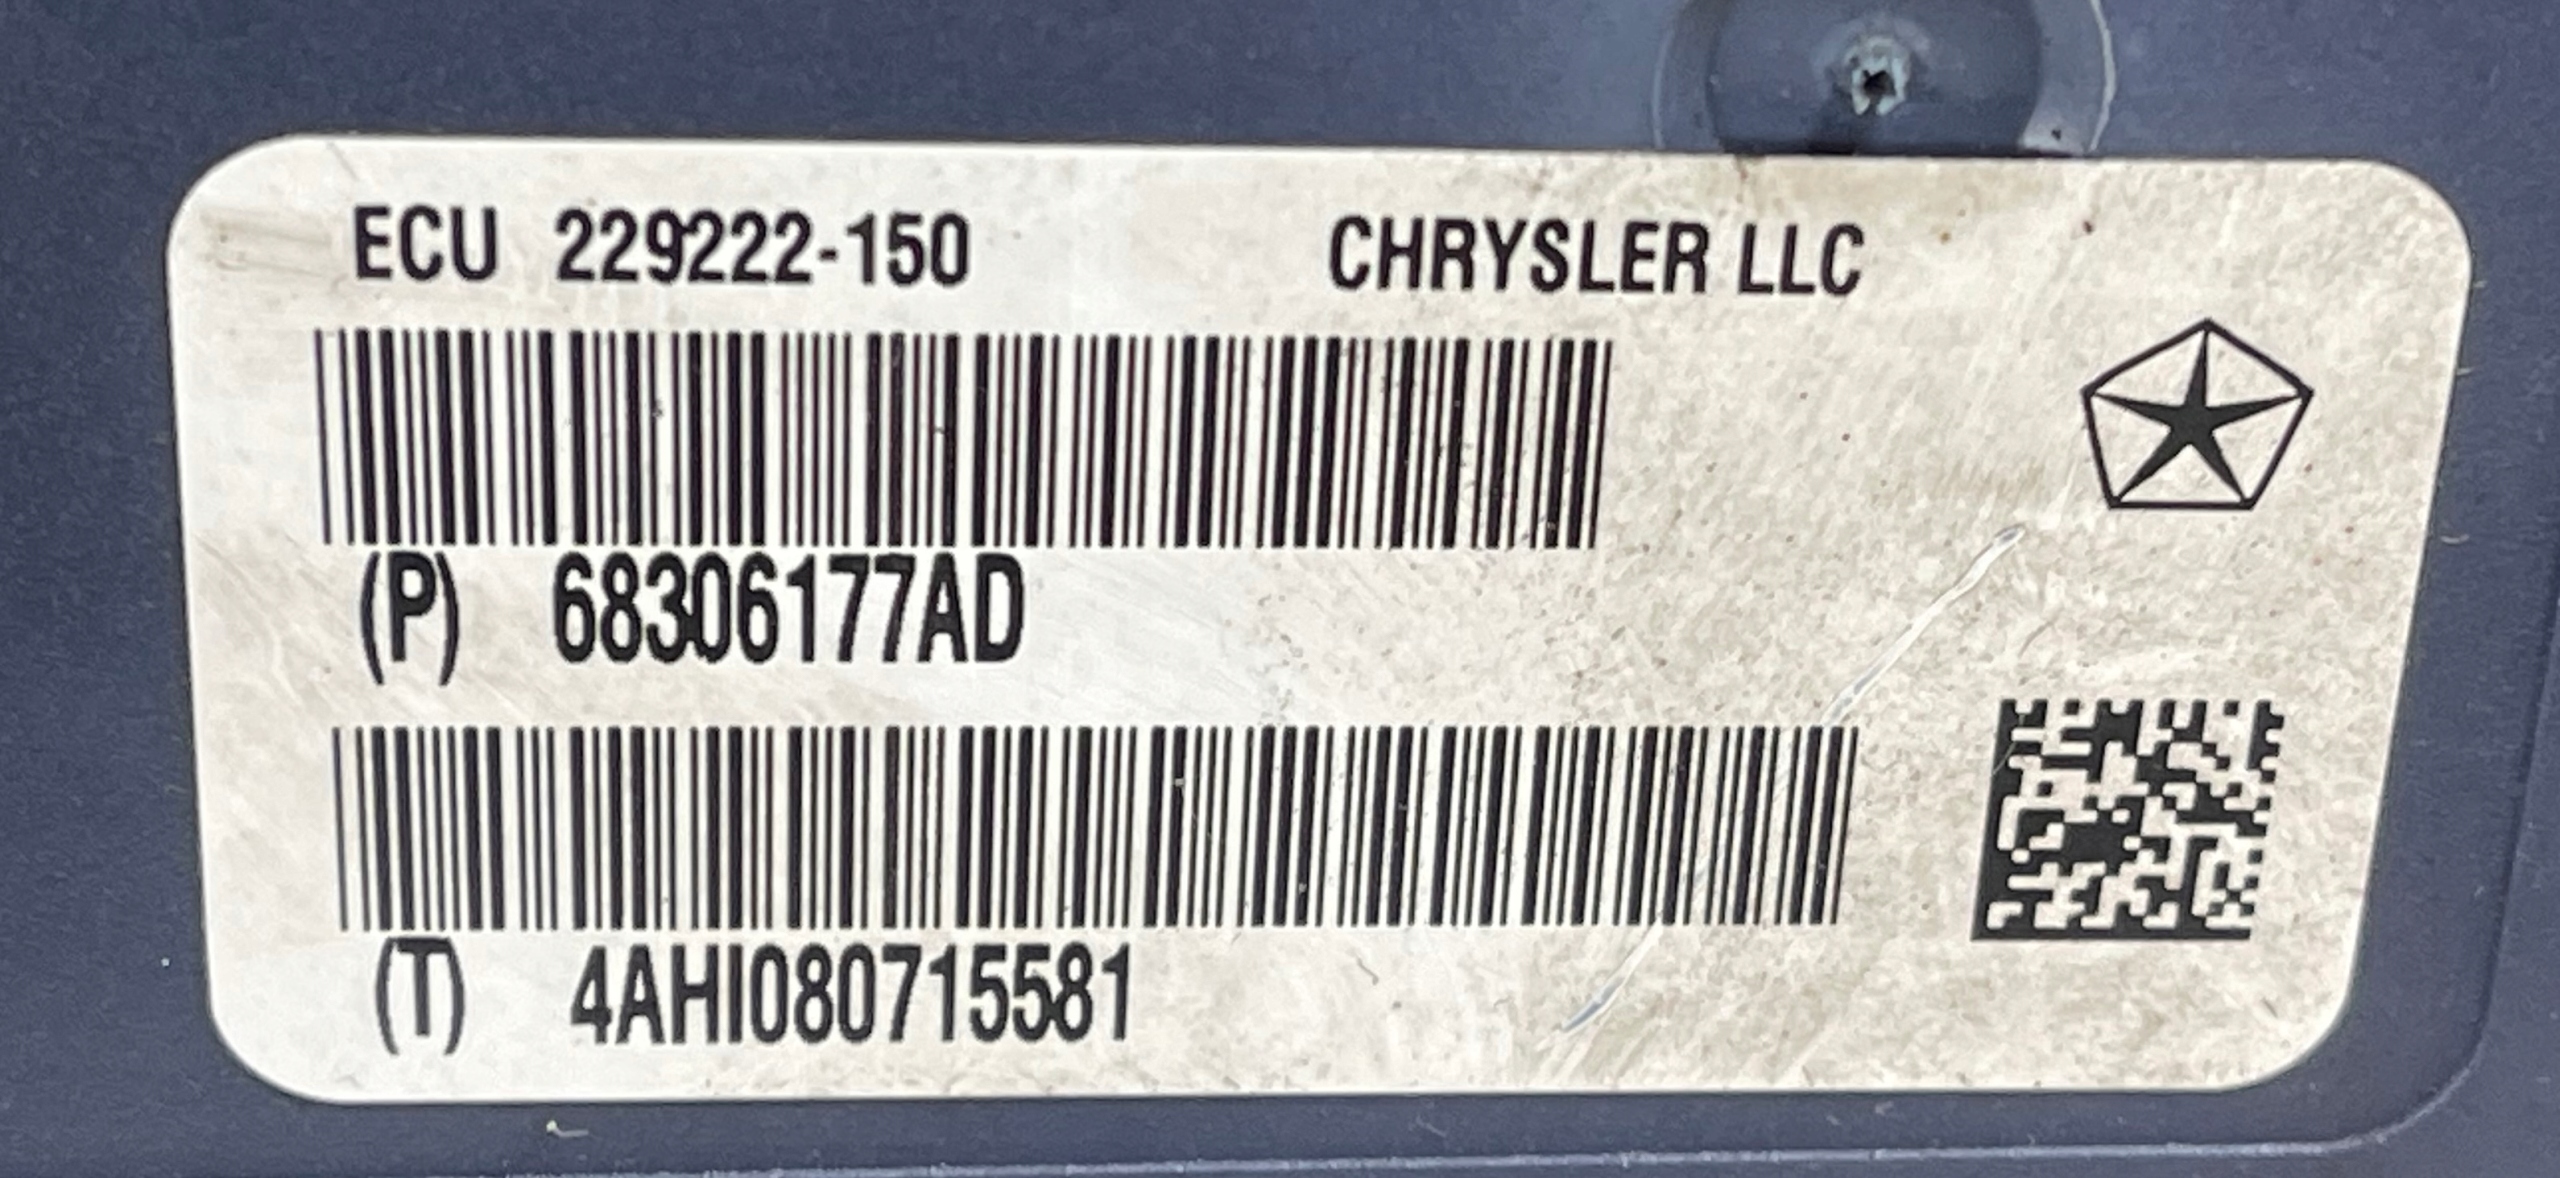 ECU 229222-150 CHRYSLER LLC
(P) 68306177AD
(T) 4AHI080715581